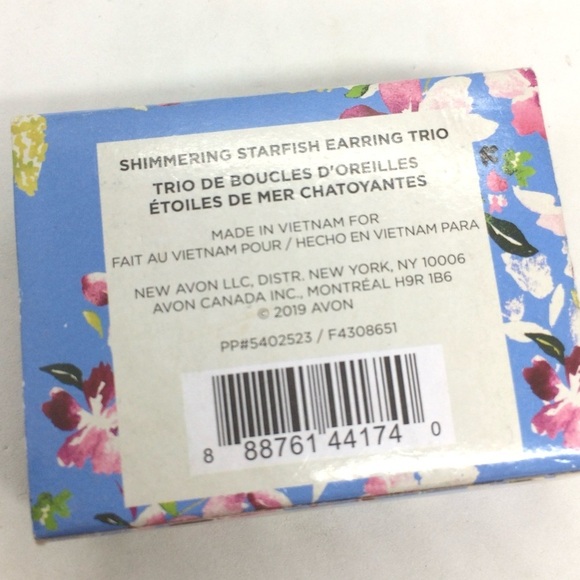 SHIMMERING STARFISH EARRING TRIO
TRIO DE BOUCLES D'OREILLES
ÉTOILES DE MER CHATOYANTES
MADE IN VIETNAM FOR
FAIT AU VIETNAM POUR / HECHO EN VIETNAM PARA
NEW AVON LLC, DISTR. NEW YORK, NY 10006
AVON CANADA INC., MONTRÉAL H9R 1B6
© 2019 AVON
PP#5402523 / F4308651
8 88761 44174 0